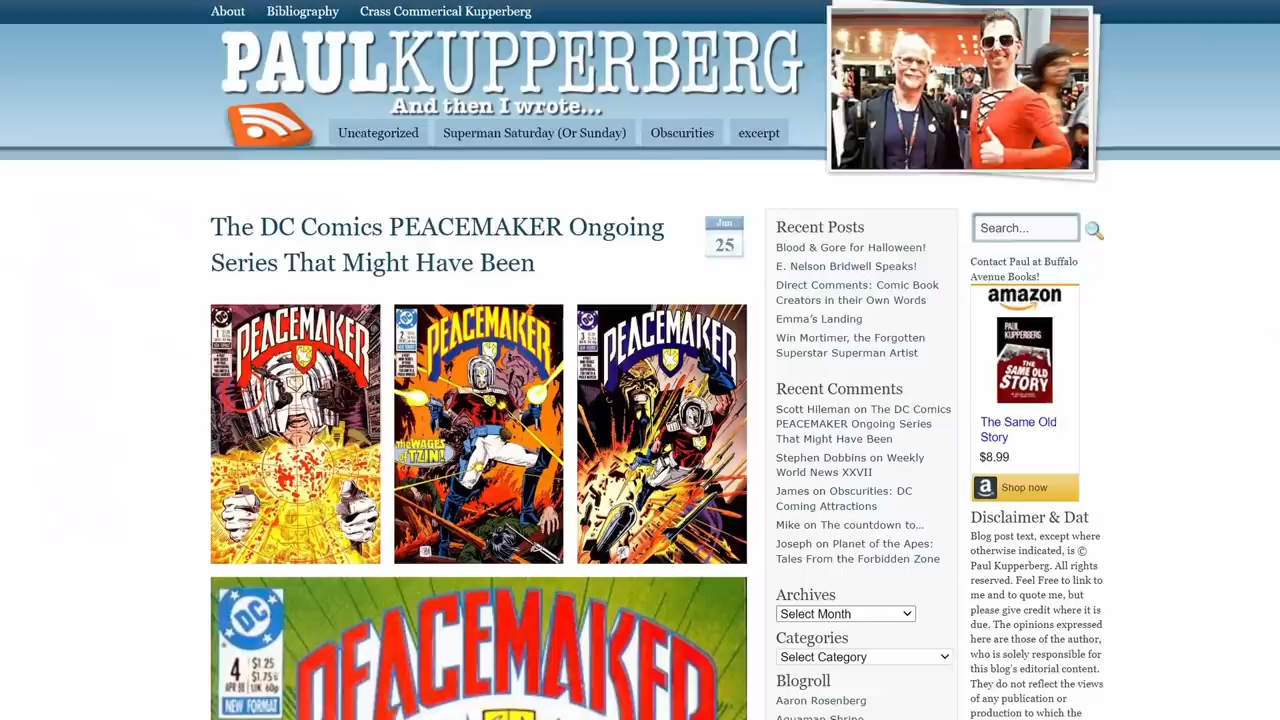 About Bibliography Crass Commerical Kupperberg
PAULKUPPERBERG
And then I wrote...
Uncategorized Superman Saturday (Or Sunday) Obscurities excerpt
The DC Comics PEACEMAKER Ongoing
Series That Might Have Been
Jun
25
PEACEMAKER
1
PEACEMAKER
2
the WAGES
OF TZIN!
PEACEMAKER
DC
4
$1.25
$1.75
UK 60p
APR 88
NEW FORMAT
PEACEMAKER
Recent Posts
Blood & Gore for Halloween!
E. Nelson Bridwell Speaks!
Direct Comments: Comic Book
Creators in their Own Words
Emma's Landing
Win Mortimer, the Forgotten
Superstar Superman Artist
Recent Comments
Scott Hileman on The DC Comics
PEACEMAKER Ongoing Series
That Might Have Been
Stephen Dobbins on Weekly
World News XXVII
James on Obscurities: DC
Coming Attractions
Mike on The countdown to...
Joseph on Planet of the Apes:
Tales From the Forbidden Zone
Archives
Select Month
Categories
Select Category
Blogroll
Aaron Rosenberg
Aquaman Shrine
Search...
Contact Paul at Buffalo
Avenue Books!
amazon
PAUL
KUPPERBERG
THE
SAME OLD
STORY
The Same Old
Story
$8.99
a Shop now
Disclaimer & Dat
Blog post text, except where
otherwise indicated, is ©
Paul Kupperberg. All rights
reserved. Feel Free to link to
me and to quote me, but
please give credit where it is
due. The opinions expressed
here are those of the author,
who is solely responsible for
this blog's editorial content.
They do not reflect the views
of any publication or
production to which the